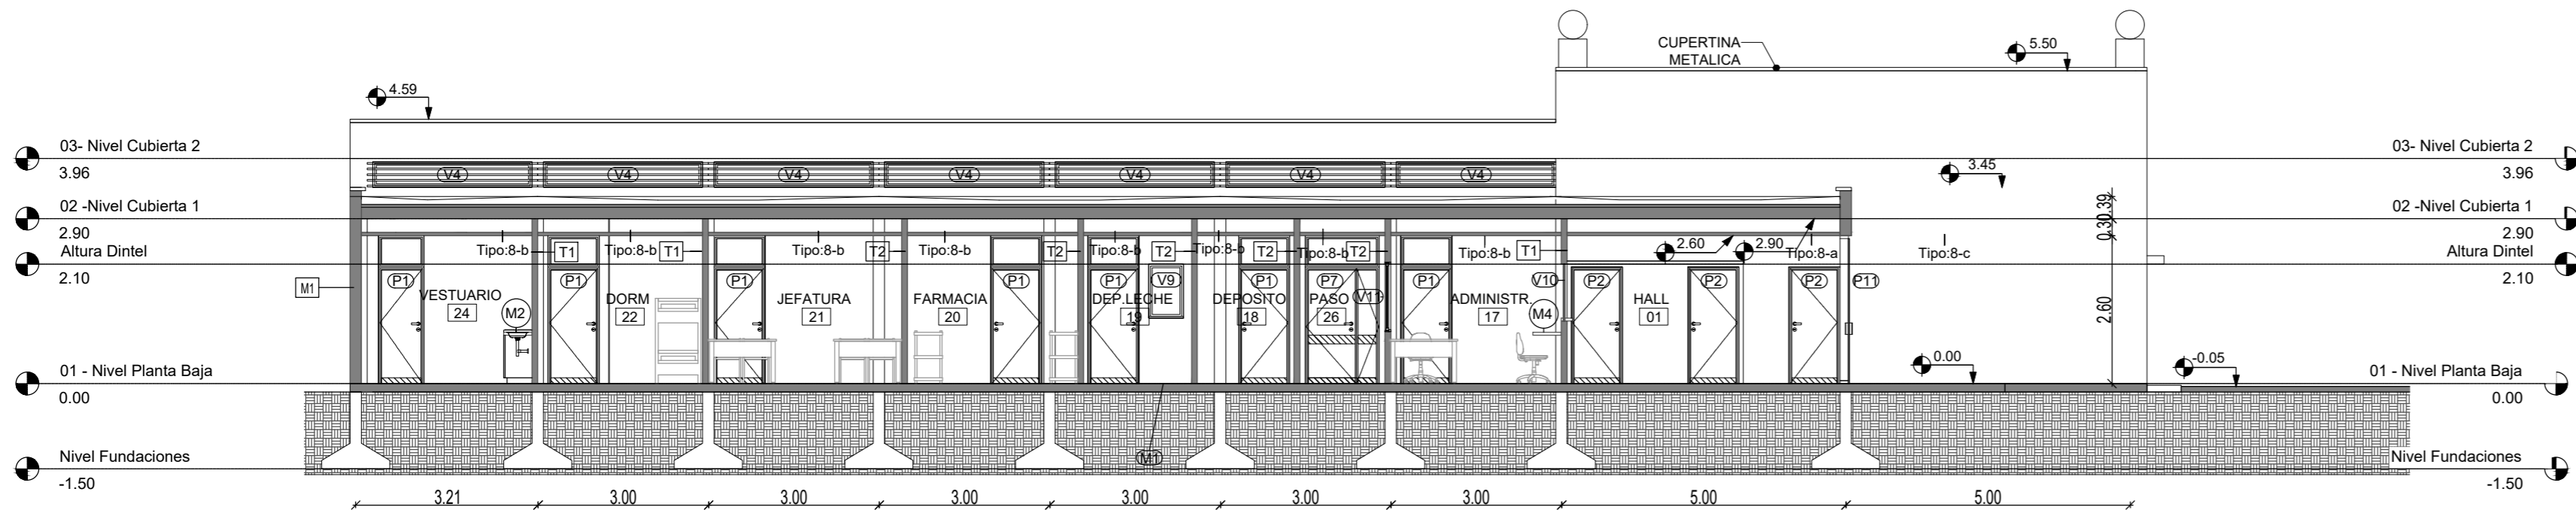 CUPERTINA
METALICA
5.50
4.59
03- Nivel Cubierta 2
3.96
03- Nivel Cubierta 2
3.96
V4 V4 V4 V4 V4 V4 V4
3.45
02 -Nivel Cubierta 1
2.90
02 -Nivel Cubierta 1
2.90
0.30
0.39
Altura Dintel
2.10
Altura Dintel
2.10
Tipo:8-b T1 Tipo:8-b T1 Tipo:8-b T2 Tipo:8-b T2 Tipo:8-b T2 Tipo:8-b T2 Tipo:8-b T2 Tipo:8-b T1 2.60 2.90 Tipo:8-a Tipo:8-c
M1 P1 P1 P1 P1 P1 V9 P1 P7 V11 P1 V10 P2 P2 P2 P11
VESTUARIO
24
M2
DORM
22
JEFATURA
21
FARMACIA
20
DEP.LECHE
19
DEPOSITO
18
PASO
26
ADMINISTR.
17
M4
HALL
01
2.60
01 - Nivel Planta Baja
0.00
0.00
-0.05
01 - Nivel Planta Baja
0.00
Nivel Fundaciones
-1.50
M1
Nivel Fundaciones
-1.50
3.21 3.00 3.00 3.00 3.00 3.00 3.00 5.00 5.00